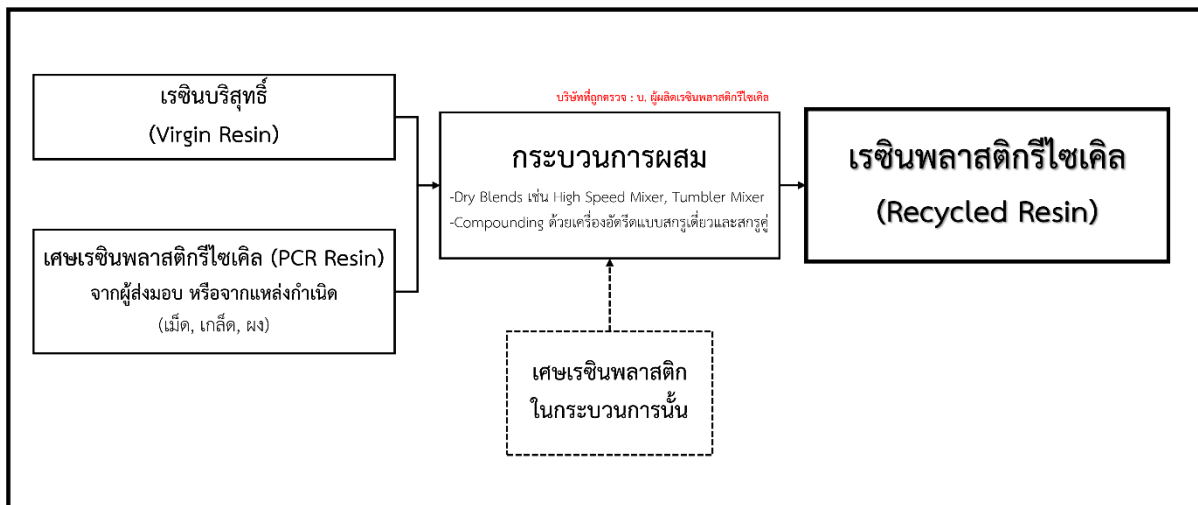 เรซินบริสุทธิ์
(Virgin Resin)
เศษเรซินพลาสติกรีไซเคิล (PCR Resin)
จากผู้ส่งมอบ หรือจากแหล่งกำเนิด
(เม็ด, เกล็ด, ผง)
บริษัทที่ถูกตรวจ : บ. ผู้ผลิตเรซินพลาสติกรีไซเคิล
กระบวนการผสม
-Dry Blends เช่น High Speed Mixer, Tumbler Mixer
-Compounding ด้วยเครื่องอัดรีดแบบสกรูเดี่ยวและสกรูคู่
เศษเรซินพลาสติก
ในกระบวนการนั้น
เรซินพลาสติกรีไซเคิล
(Recycled Resin)